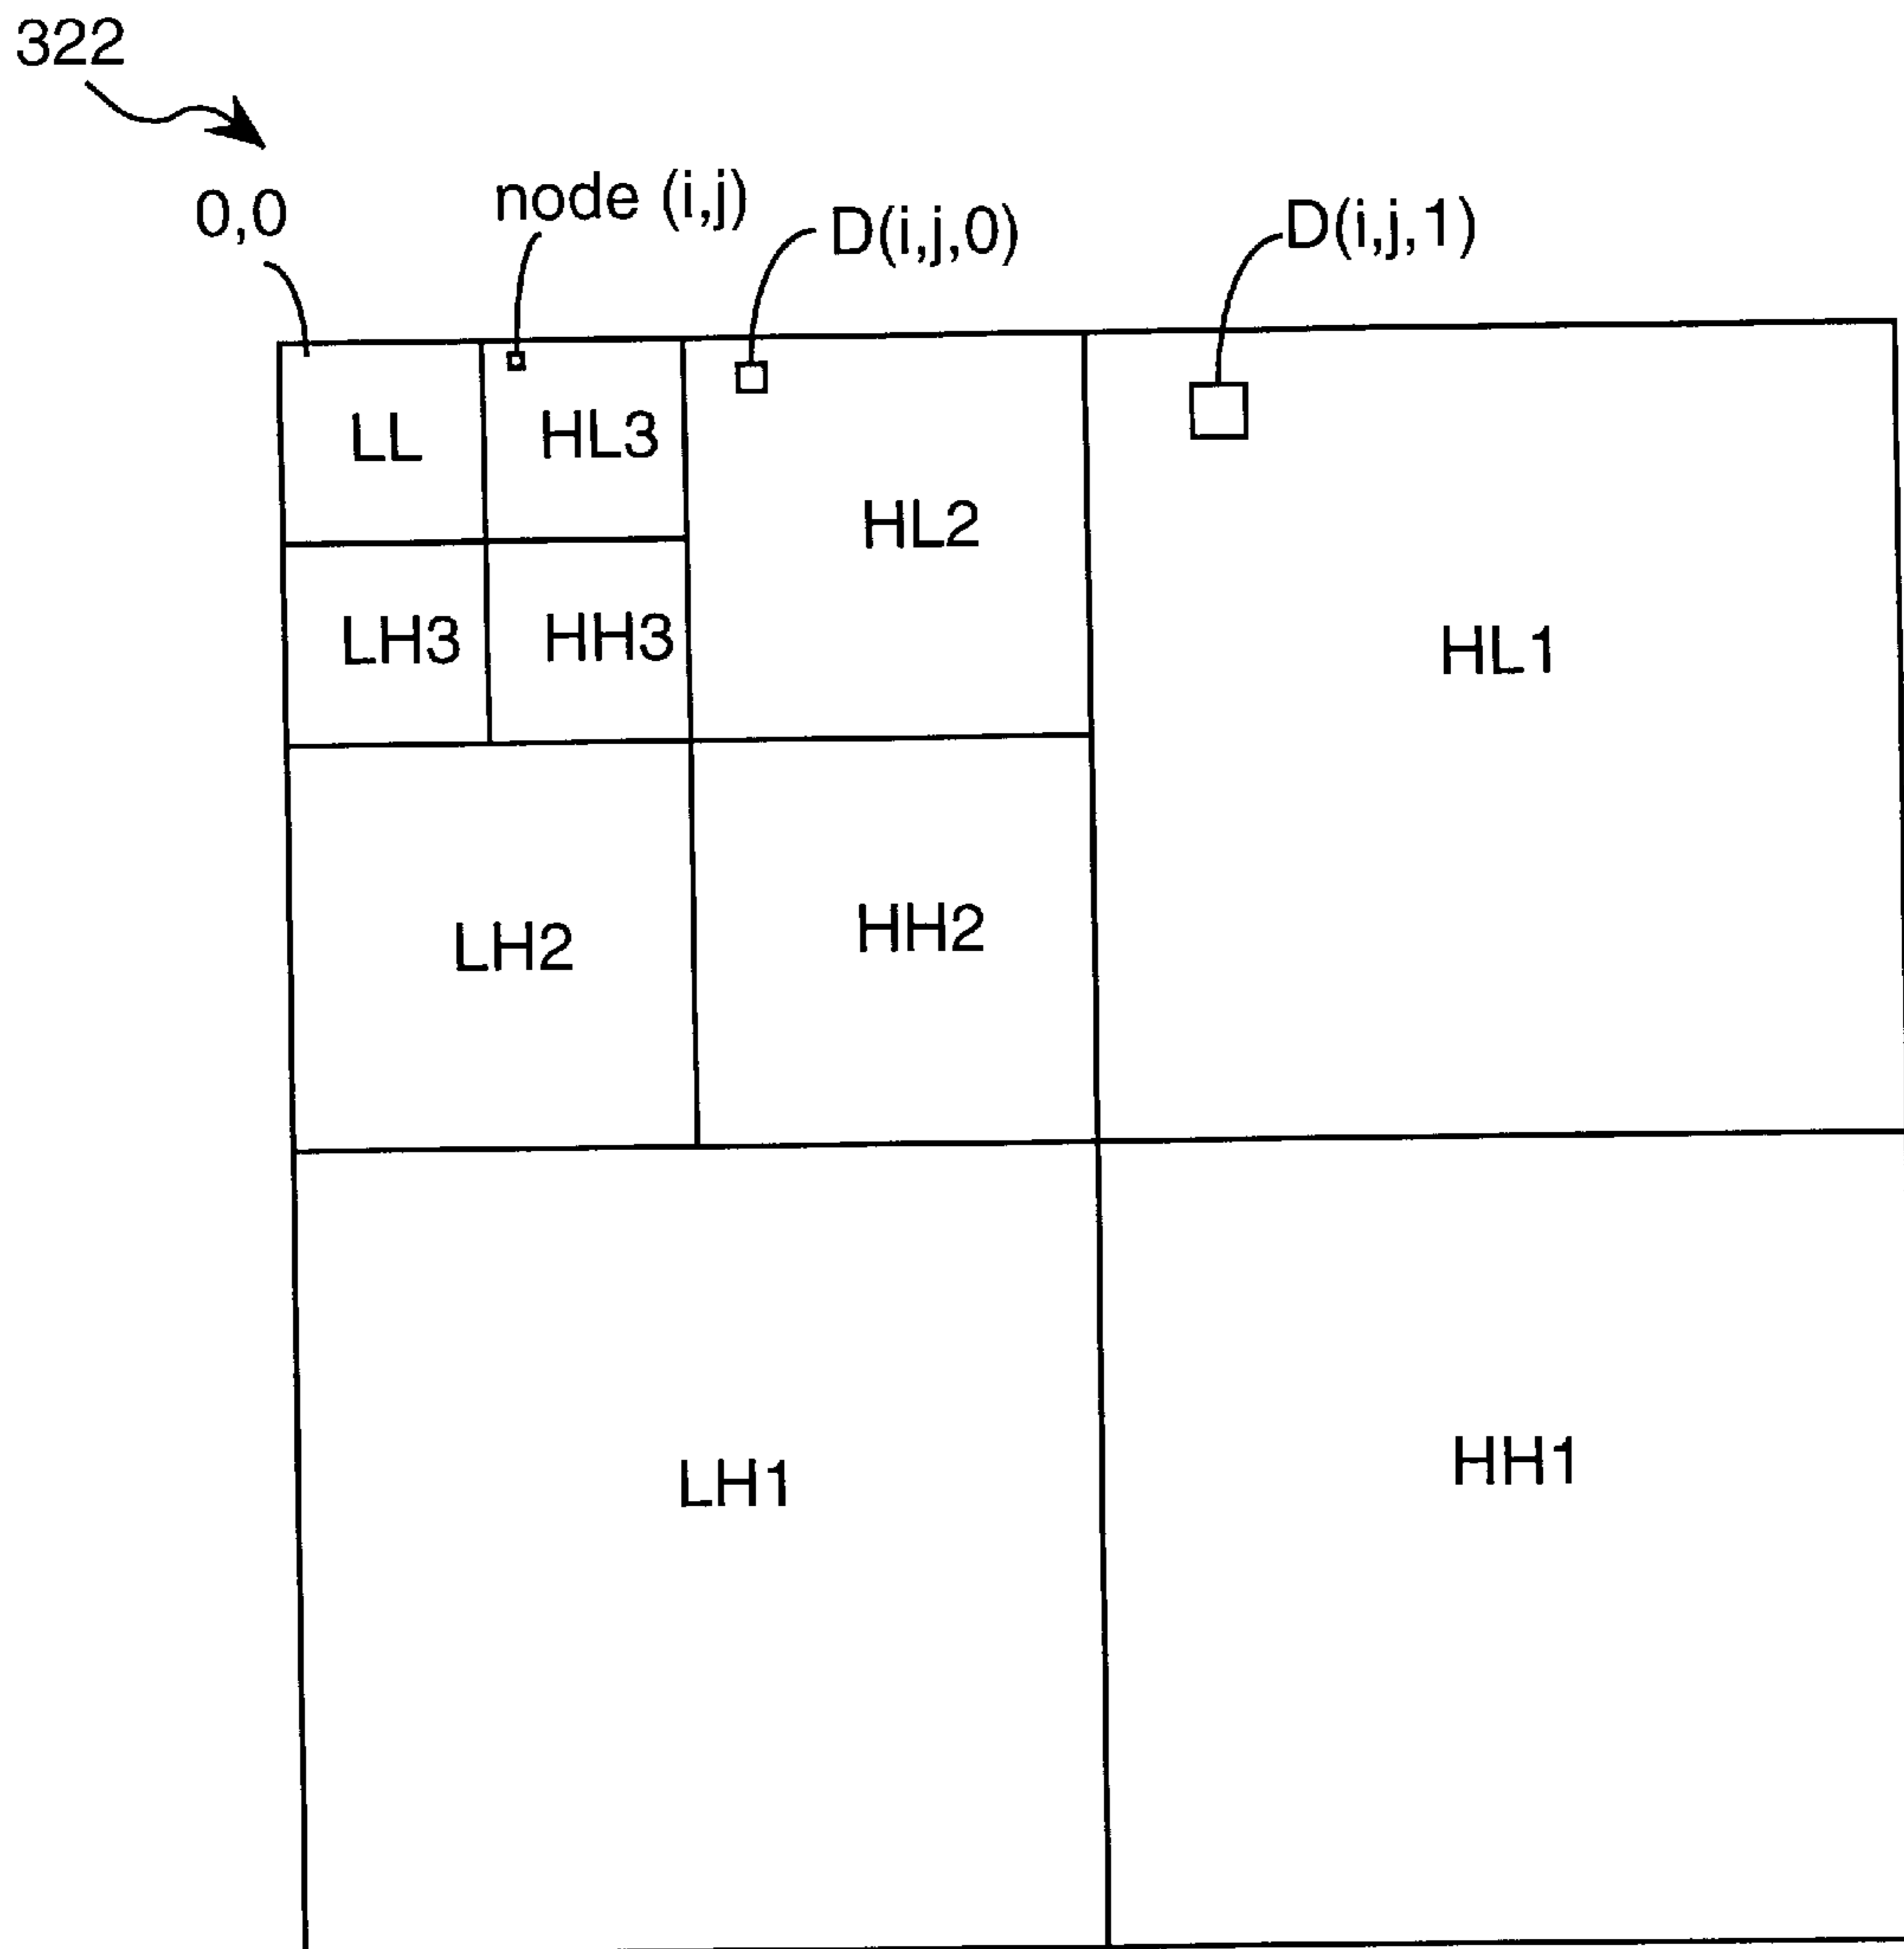 322
0,0
node (i,j)
D(i,j,0)
D(i,j,1)
LL
HL3
HL2
HL1
LH3
HH3
LH2
HH2
LH1
HH1